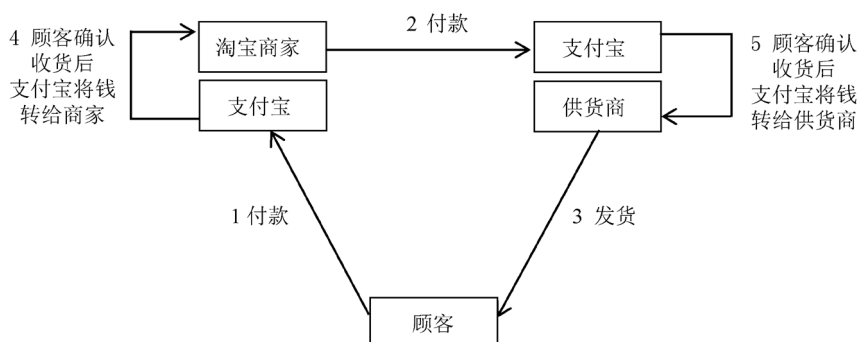 4 顾客确认
收货后
支付宝将钱
转给商家
淘宝商家
支付宝
2 付款
支付宝
供货商
5 顾客确认
收货后
支付宝将钱
转给供货商
1 付款
3 发货
顾客